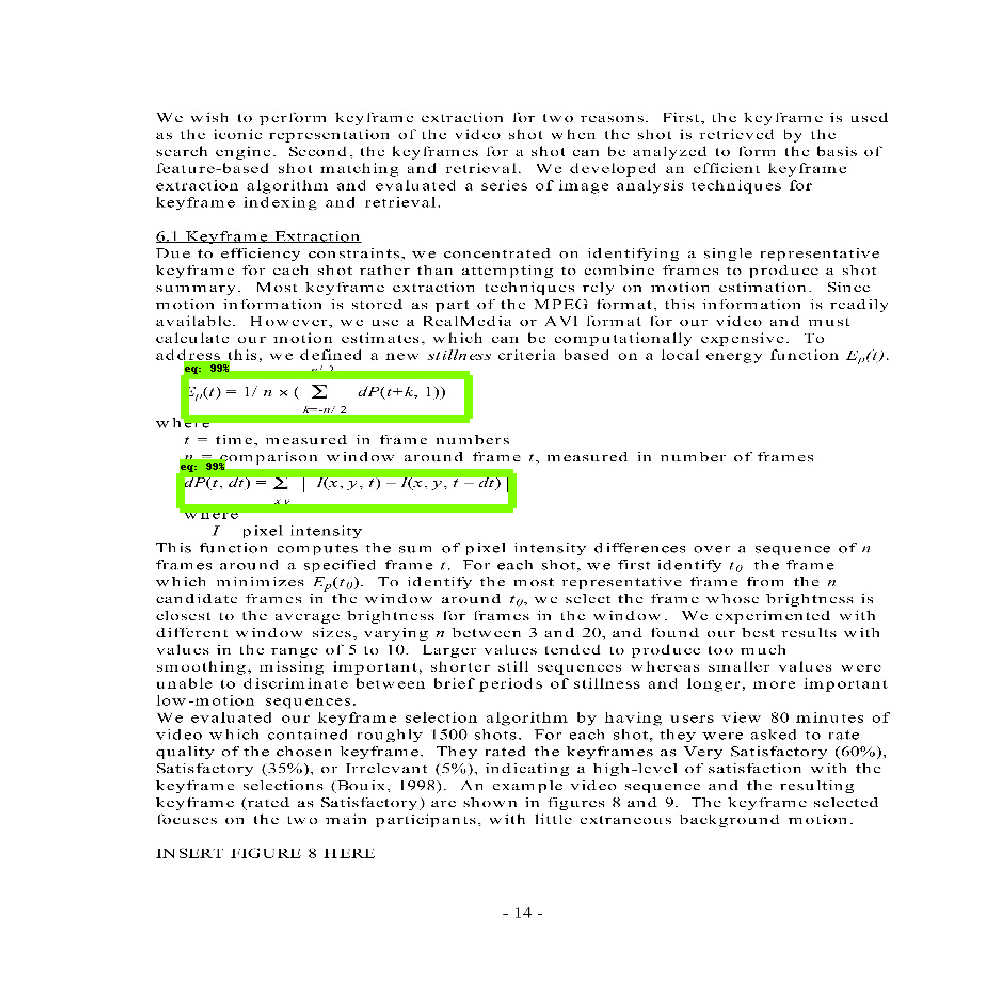 We wish to perform keyframe extraction for two reasons. First, the keyframe is used
as the iconic representation of the video shot when the shot is retrieved by the
search engine. Second, the keyframes for a shot can be analyzed to form the basis of
feature-based shot matching and retrieval. We developed an efficient keyframe
extraction algorithm and evaluated a series of image analysis techniques for
keyframe indexing and retrieval.
6.1 Keyframe Extraction
Due to efficiency constraints, we concentrated on identifying a single representative
keyframe for each shot rather than attempting to combine frames to produce a shot
summary. Most keyframe extraction techniques rely on motion estimation. Since
motion information is stored as part of the MPEG format, this information is readily
available. However, we use a RealMedia or AVI format for our video and must
calculate our motion estimates, which can be computationally expensive. To
address this, we defined a new stillness criteria based on a local energy function Ep(t).
eq: 99%
Ep(t) = 1/ n × ( Σ dP(t+k, 1))
k=-n/ 2
where
t = time, measured in frame numbers
n = comparison window around frame t, measured in number of frames
eq: 99%
dP(t, dt) = Σ | I(x, y, t) – I(x, y, t – dt) |
x,y
where
I pixel intensity
This function computes the sum of pixel intensity differences over a sequence of n
frames around a specified frame t. For each shot, we first identify t0 the frame
which minimizes Ep(t0). To identify the most representative frame from the n
candidate frames in the window around t0, we select the frame whose brightness is
closest to the average brightness for frames in the window. We experimented with
different window sizes, varying n between 3 and 20, and found our best results with
values in the range of 5 to 10. Larger values tended to produce too much
smoothing, missing important, shorter still sequences whereas smaller values were
unable to discriminate between brief periods of stillness and longer, more important
low-motion sequences.
We evaluated our keyframe selection algorithm by having users view 80 minutes of
video which contained roughly 1500 shots. For each shot, they were asked to rate
quality of the chosen keyframe. They rated the keyframes as Very Satisfactory (60%),
Satisfactory (35%), or Irrelevant (5%), indicating a high-level of satisfaction with the
keyframe selections (Bouix, 1998). An example video sequence and the resulting
keyframe (rated as Satisfactory) are shown in figures 8 and 9. The keyframe selected
focuses on the two main participants, with little extraneous background motion.
INSERT FIGURE 8 HERE
- 14 -